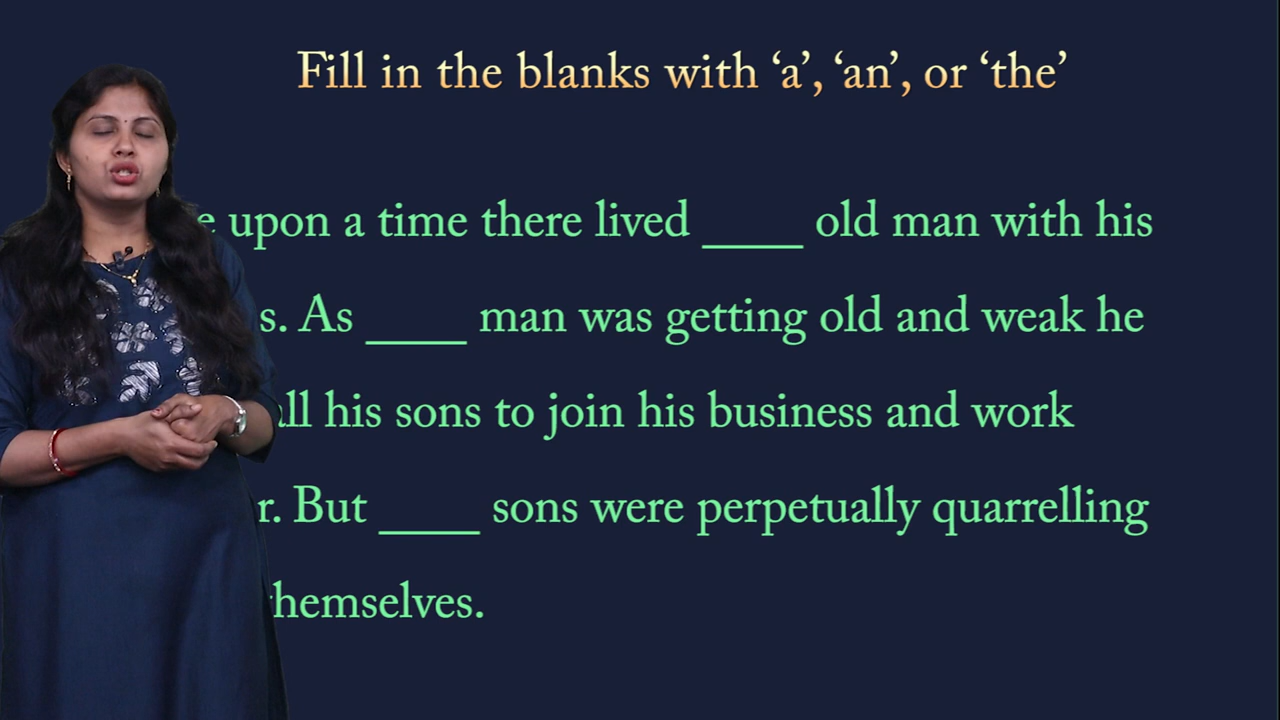 Fill in the blanks with ‘a’, ‘an’, or ‘the’
upon a time there lived ____ old man with his
As ____ man was getting old and weak he
his sons to join his business and work
But ____ sons were perpetually quarrelling
themselves.